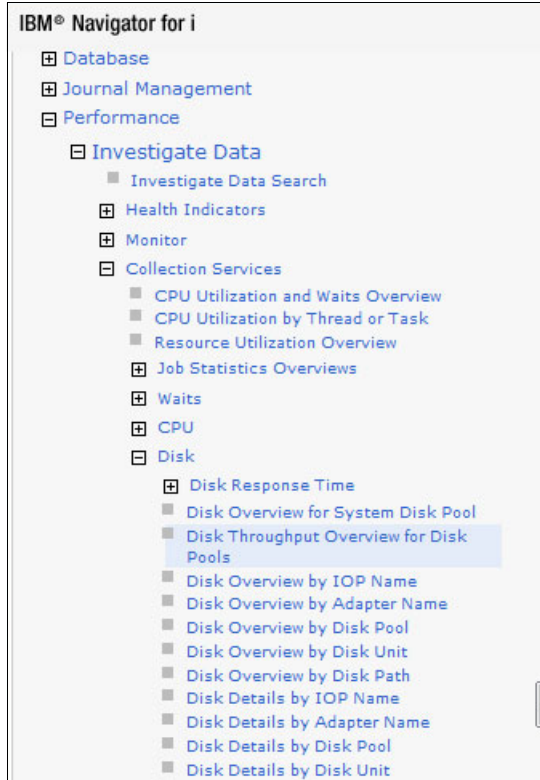 IBM® Navigator for i
Database
Journal Management
Performance
Investigate Data
Investigate Data Search
Health Indicators
Monitor
Collection Services
CPU Utilization and Waits Overview
CPU Utilization by Thread or Task
Resource Utilization Overview
Job Statistics Overviews
Waits
CPU
Disk
Disk Response Time
Disk Overview for System Disk Pool
Disk Throughput Overview for Disk
Pools
Disk Overview by IOP Name
Disk Overview by Adapter Name
Disk Overview by Disk Pool
Disk Overview by Disk Unit
Disk Overview by Disk Path
Disk Details by IOP Name
Disk Details by Adapter Name
Disk Details by Disk Pool
Disk Details by Disk Unit